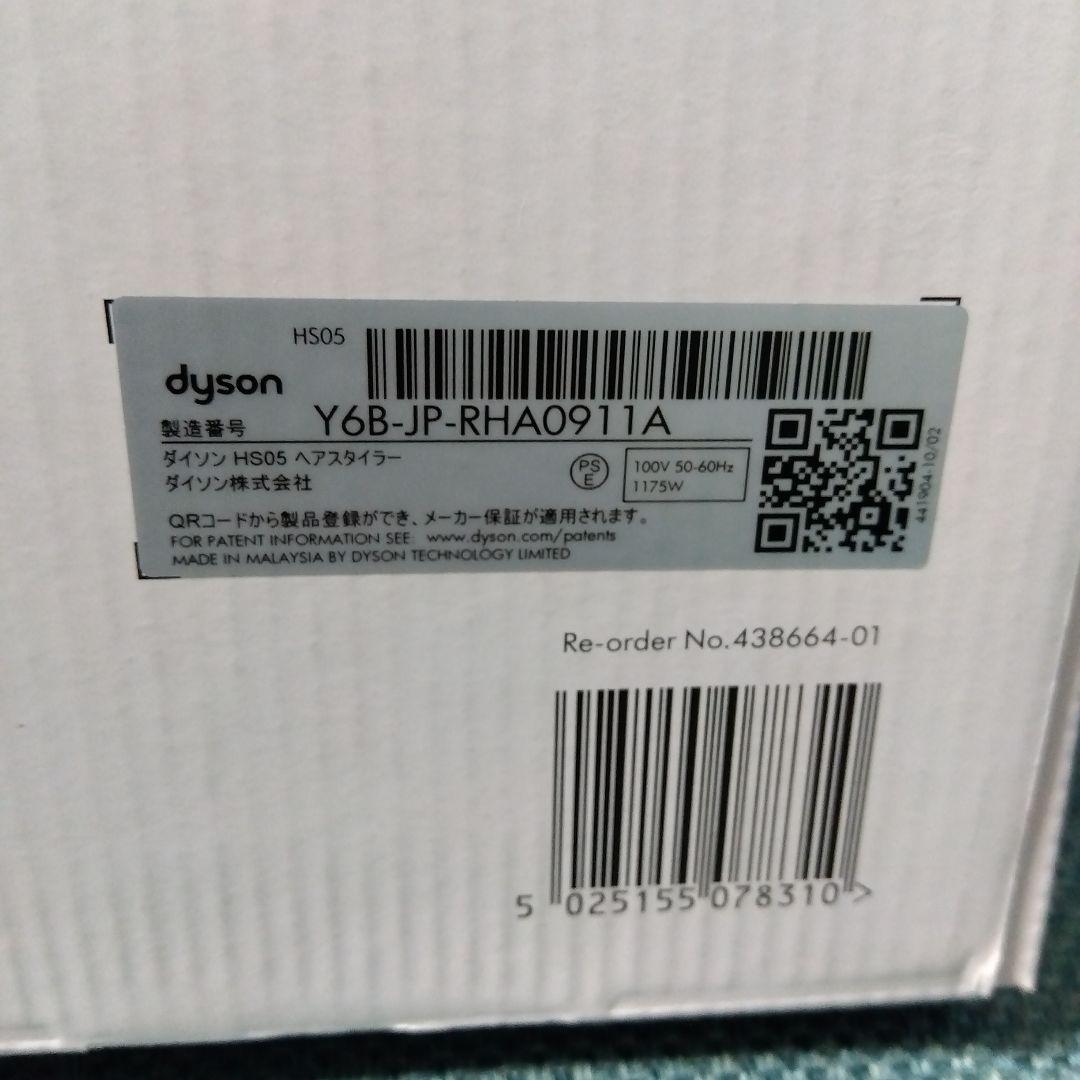 HS05
dyson
製造番号 Y6B-JP-RHA0911A
ダイソン HS05 ヘアスタイラー
ダイソン株式会社
PS
E
100V 50-60Hz
1175W
QRコードから製品登録ができ、メーカー保証が適用されます。
FOR PATENT INFORMATION SEE: www.dyson.com/patents
MADE IN MALAYSIA BY DYSON TECHNOLOGY LIMITED
441904-10/02
Re-order No.438664-01
5 025155 078310 >